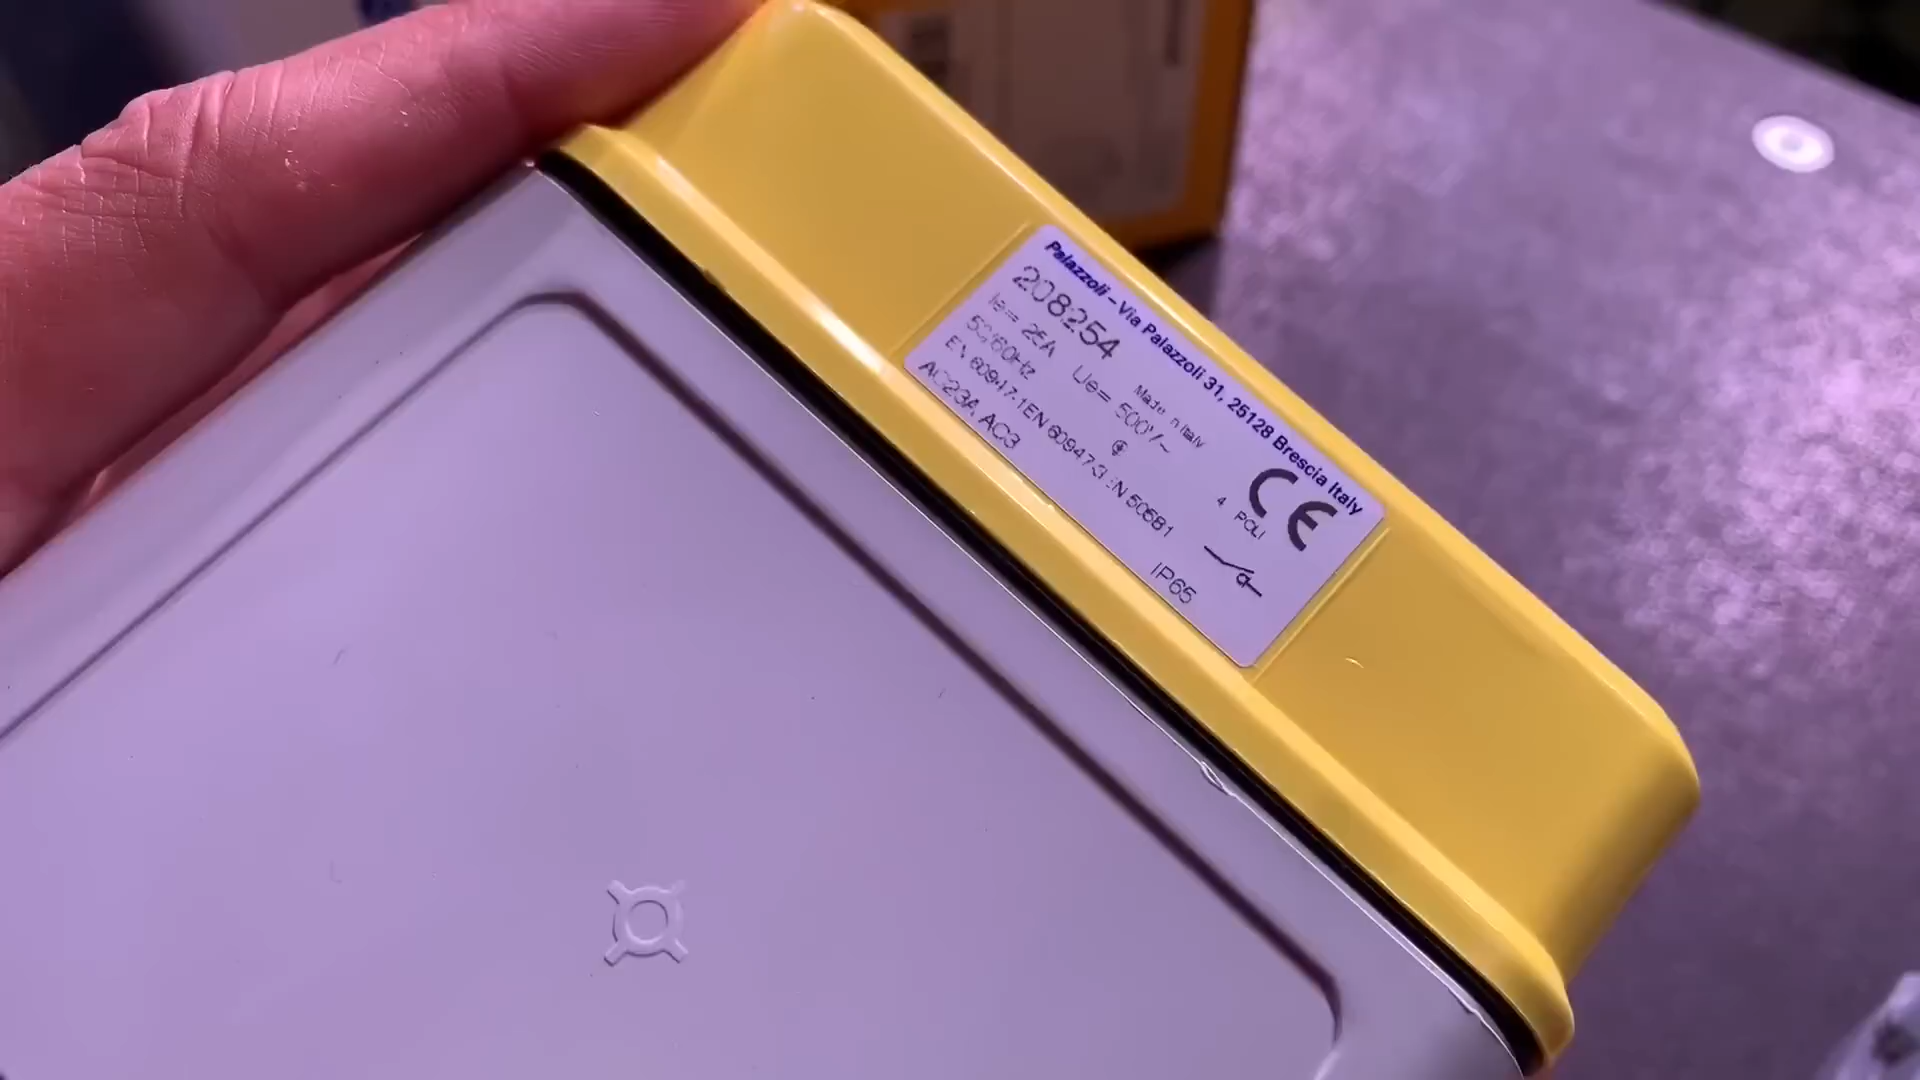 Palazzoli - Via Palazzoli 31, 25128 Brescia Italy
208254
Made in Italy
Ie= 25A Ue= 500V~
50/60Hz
EN 60947-1 EN 60947-3 EN 50581
AC23A AC3
4 POLI
CE
IP65